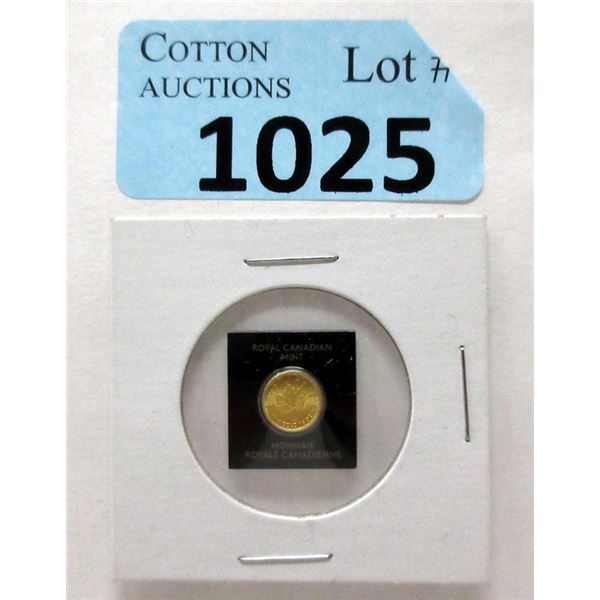 COTTON
AUCTIONS
Lot #
1025
ROYAL CANADIAN
MINT
MONNAIE
ROYALE CANADIENNE